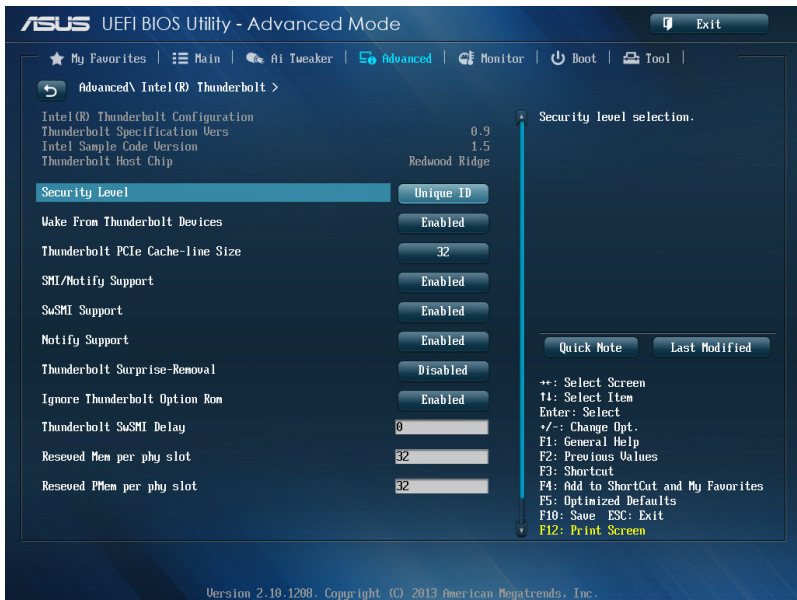 ASUS UEFI BIOS Utility - Advanced Mode
Exit
My Favorites | Main | Ai Tweaker | Advanced | Monitor | Boot | Tool |
Advanced\ Intel(R) Thunderbolt >
Intel(R) Thunderbolt Configuration
Thunderbolt Specification Vers 0.9
Intel Sample Code Version 1.5
Thunderbolt Host Chip Redwood Ridge
Security Level Unique ID
Wake From Thunderbolt Devices Enabled
Thunderbolt PCIe Cache-line Size 32
SMI/Notify Support Enabled
SwSMI Support Enabled
Notify Support Enabled
Thunderbolt Surprise-Removal Disabled
Ignore Thunderbolt Option Rom Enabled
Thunderbolt SwSMI Delay 0
Reseved Mem per phy slot 32
Reseved PMem per phy slot 32
Security level selection.
Quick Note Last Modified
→←: Select Screen
↑↓: Select Item
Enter: Select
+/-: Change Opt.
F1: General Help
F2: Previous Values
F3: Shortcut
F4: Add to ShortCut and My Favorites
F5: Optimized Defaults
F10: Save ESC: Exit
F12: Print Screen
Version 2.10.1208. Copyright (C) 2013 American Megatrends, Inc.